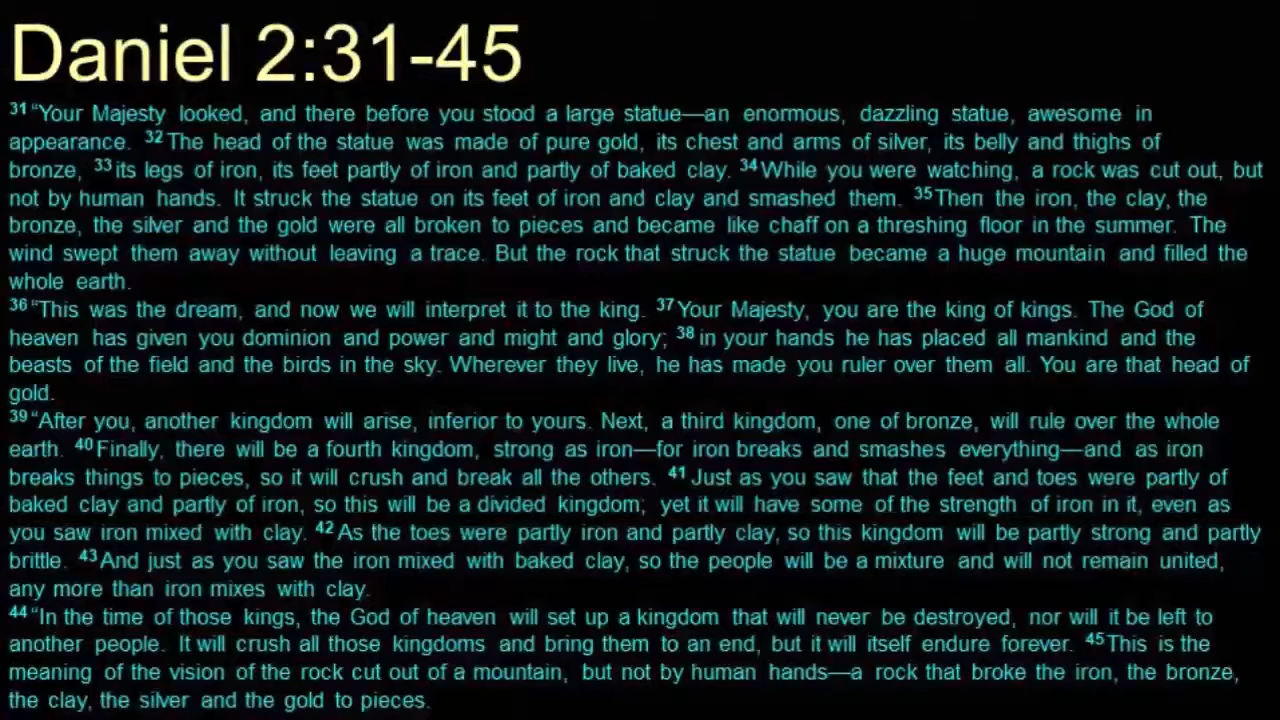 Daniel 2:31-45
31 “Your Majesty looked, and there before you stood a large statue—an enormous, dazzling statue, awesome in
appearance. 32 The head of the statue was made of pure gold, its chest and arms of silver, its belly and thighs of
bronze, 33 its legs of iron, its feet partly of iron and partly of baked clay. 34 While you were watching, a rock was cut out, but
not by human hands. It struck the statue on its feet of iron and clay and smashed them. 35 Then the iron, the clay, the
bronze, the silver and the gold were all broken to pieces and became like chaff on a threshing floor in the summer. The
wind swept them away without leaving a trace. But the rock that struck the statue became a huge mountain and filled the
whole earth.
36 “This was the dream, and now we will interpret it to the king. 37 Your Majesty, you are the king of kings. The God of
heaven has given you dominion and power and might and glory; 38 in your hands he has placed all mankind and the
beasts of the field and the birds in the sky. Wherever they live, he has made you ruler over them all. You are that head of
gold.
39 “After you, another kingdom will arise, inferior to yours. Next, a third kingdom, one of bronze, will rule over the whole
earth. 40 Finally, there will be a fourth kingdom, strong as iron—for iron breaks and smashes everything—and as iron
breaks things to pieces, so it will crush and break all the others. 41 Just as you saw that the feet and toes were partly of
baked clay and partly of iron, so this will be a divided kingdom; yet it will have some of the strength of iron in it, even as
you saw iron mixed with clay. 42 As the toes were partly iron and partly clay, so this kingdom will be partly strong and partly
brittle. 43 And just as you saw the iron mixed with baked clay, so the people will be a mixture and will not remain united,
any more than iron mixes with clay.
44 “In the time of those kings, the God of heaven will set up a kingdom that will never be destroyed, nor will it be left to
another people. It will crush all those kingdoms and bring them to an end, but it will itself endure forever. 45 This is the
meaning of the vision of the rock cut out of a mountain, but not by human hands—a rock that broke the iron, the bronze,
the clay, the silver and the gold to pieces.